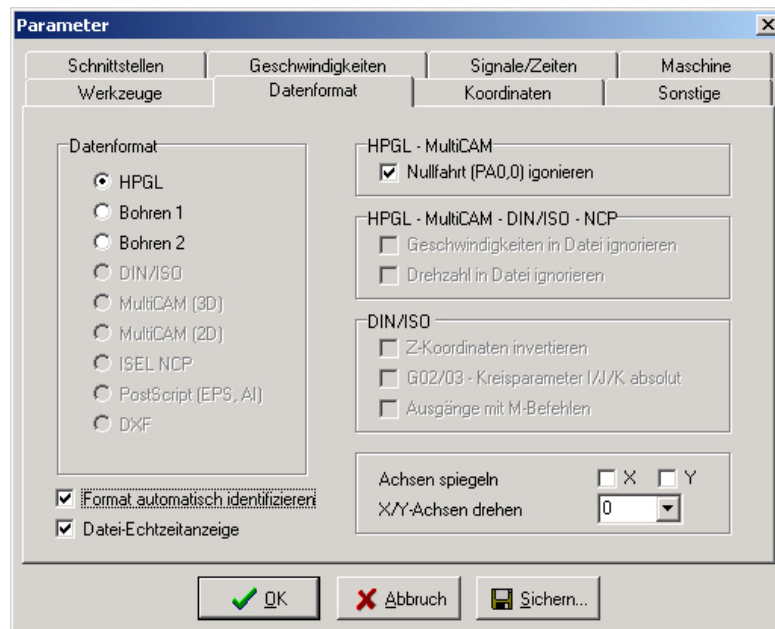 Parameter
Schnittstellen Geschwindigkeiten Signale/Zeiten Maschine
Werkzeuge Datenformat Koordinaten Sonstige
Datenformat
HPGL
Bohren 1
Bohren 2
DIN/ISO
MultiCAM (3D)
MultiCAM (2D)
ISEL NCP
PostScript (EPS, AI)
DXF
Format automatisch identifizieren
Datei-Echtzeitanzeige
HPGL - MultiCAM
Nullfahrt (PA0,0) igonieren
HPGL - MultiCAM - DIN/ISO - NCP
Geschwindigkeiten in Datei ignorieren
Drehzahl in Datei ignorieren
DIN/ISO
Z-Koordinaten invertieren
G02/03 - Kreisparameter I/J/K absolut
Ausgänge mit M-Befehlen
Achsen spiegeln X Y
X/Y-Achsen drehen 0
OK Abbruch Sichern...